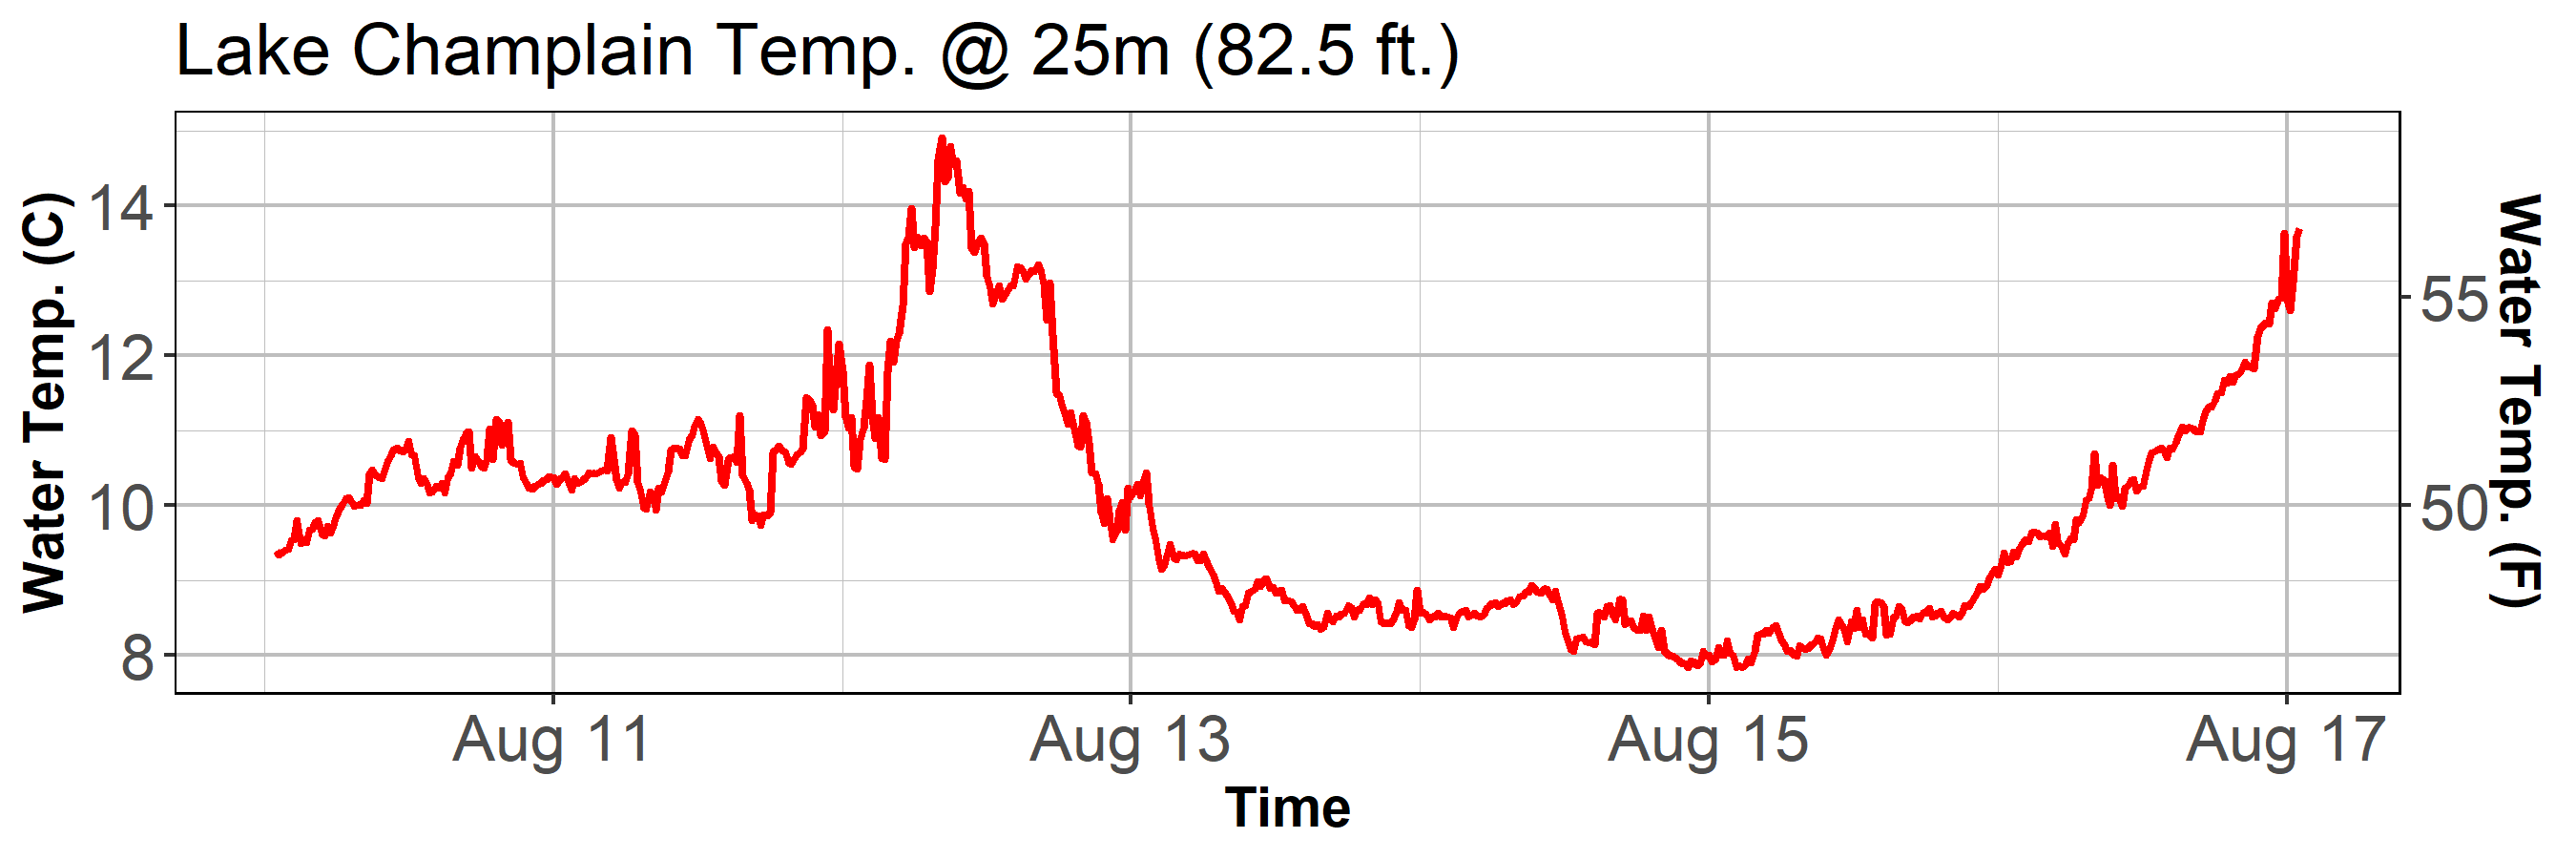 Lake Champlain Temp. @ 25m (82.5 ft.)
Water Temp. (C)
14
12
10
8
55
50
Water Temp. (F)
Aug 11
Aug 13
Aug 15
Aug 17
Time